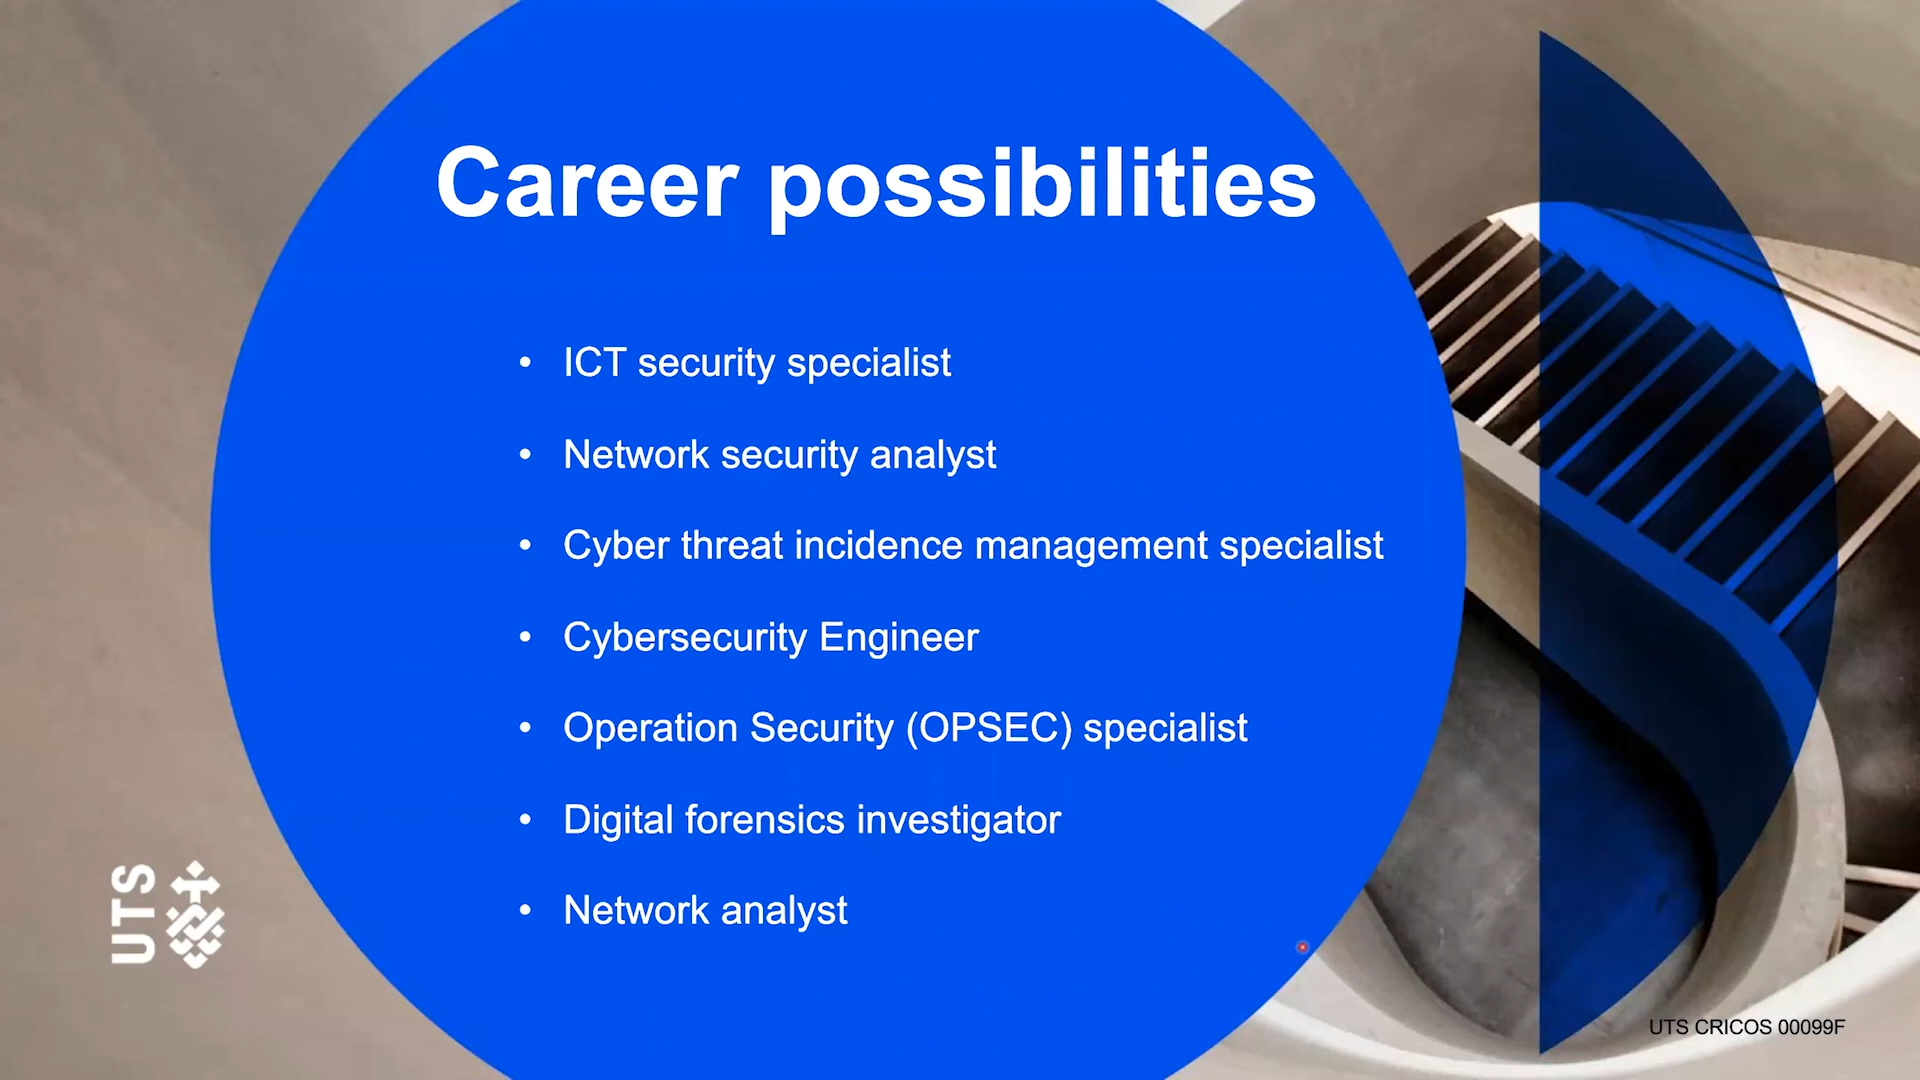 Career possibilities
• ICT security specialist
• Network security analyst
• Cyber threat incidence management specialist
• Cybersecurity Engineer
• Operation Security (OPSEC) specialist
• Digital forensics investigator
• Network analyst
UTS
UTS CRICOS 00099F